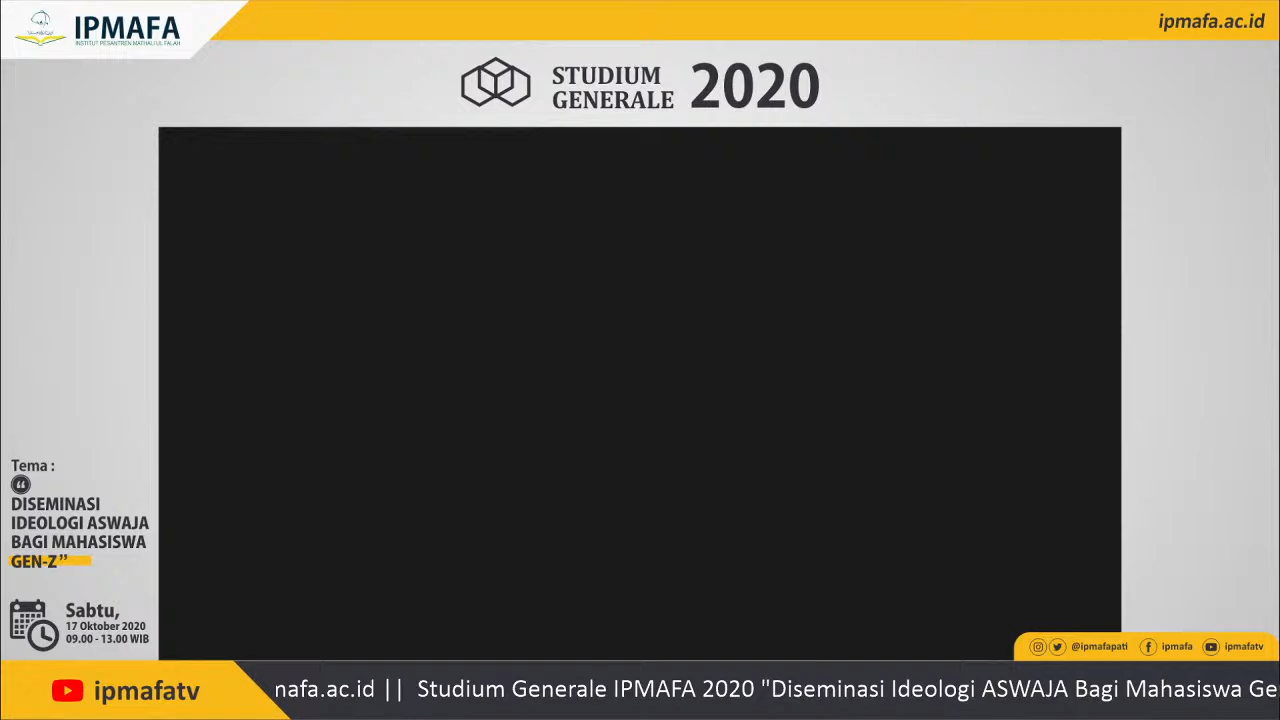 IPMAFA
INSTITUT PESANTREN MATHALI'UL FALAH
ipmafa.ac.id
STUDIUM
GENERALE
2020
Tema :
“
DISEMINASI
IDEOLOGI ASWAJA
BAGI MAHASISWA
GEN-Z”
Sabtu,
17 Oktober 2020
09.00 - 13.00 WIB
@ipmafapati
ipmafa
ipmafatv
ipmafatv
mafa.ac.id || Studium Generale IPMAFA 2020 "Diseminasi Ideologi ASWAJA Bagi Mahasiswa Ge